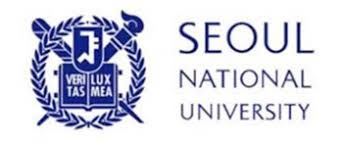 VERI LUX
TAS MEA
SEOUL
NATIONAL
UNIVERSITY